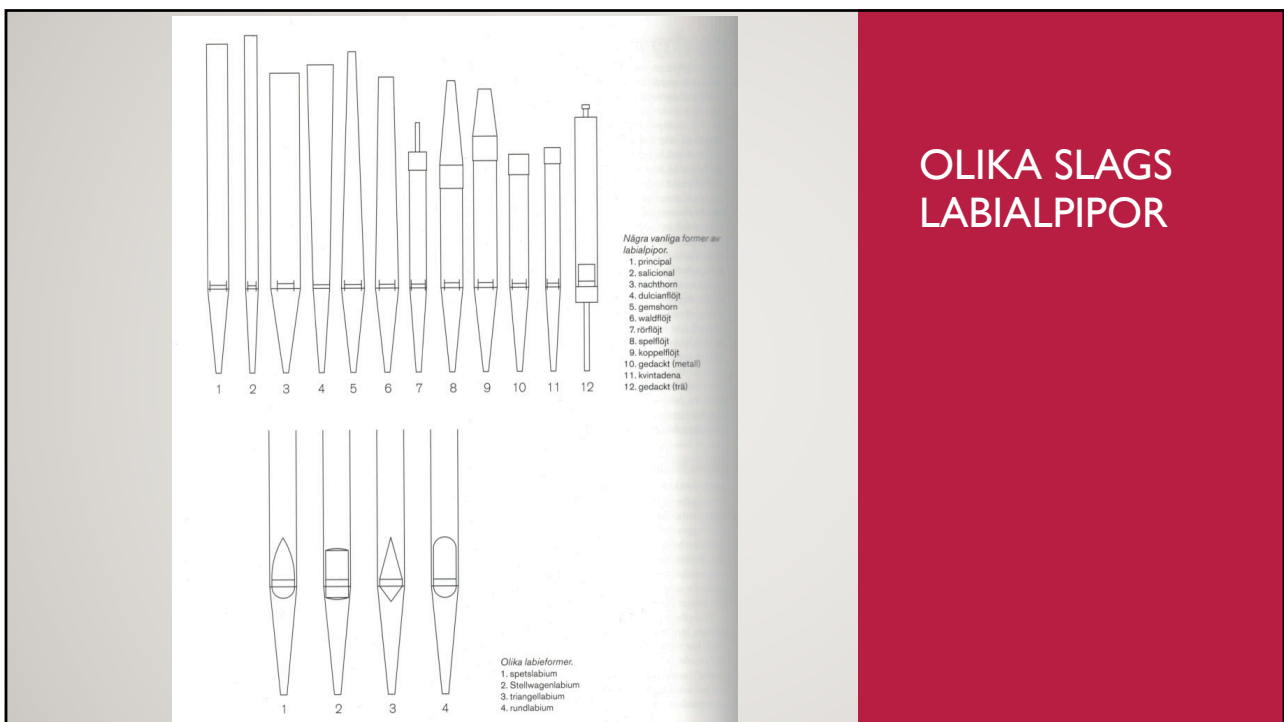 OLIKA SLAGS
LABIALPIPOR
Några vanliga former av
labialpipor.
1. principal
2. salicional
3. nachthorn
4. dulcianflöjt
5. gemshorn
6. waldflöjt
7. rörflöjt
8. spelflöjt
9. koppelflöjt
10. gedackt (metall)
11. kvintadena
12. gedackt (trä)
1 2 3 4 5 6 7 8 9 10 11 12
Olika labieformer.
1. spetslabium
2. Stellwagenlabium
3. triangellabium
4. rundlabium
1 2 3 4